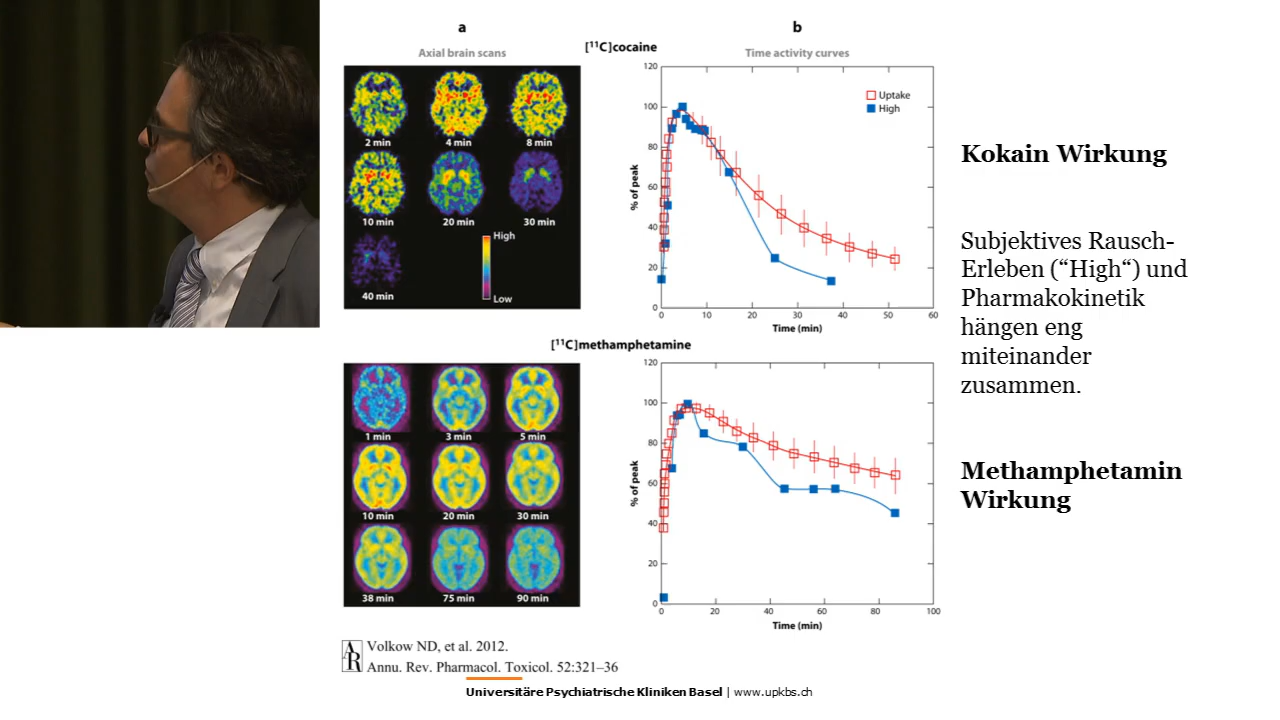 a
b
[¹¹C]cocaine
Axial brain scans
Time activity curves
2 min
4 min
8 min
10 min
20 min
30 min
40 min
High
Low
120
100
80
60
40
20
0
% of peak
Uptake
High
0
10
20
30
40
50
60
Time (min)
[¹¹C]methamphetamine
1 min
3 min
5 min
10 min
20 min
30 min
38 min
75 min
90 min
120
100
80
60
40
20
0
% of peak
0
20
40
60
80
100
Time (min)
Kokain Wirkung
Subjektives Rausch-
Erleben (“High“) und
Pharmakokinetik
hängen eng
miteinander
zusammen.
Methamphetamin
Wirkung
AR
Volkow ND, et al. 2012.
Annu. Rev. Pharmacol. Toxicol. 52:321–36
Universitäre Psychiatrische Kliniken Basel | www.upkbs.ch